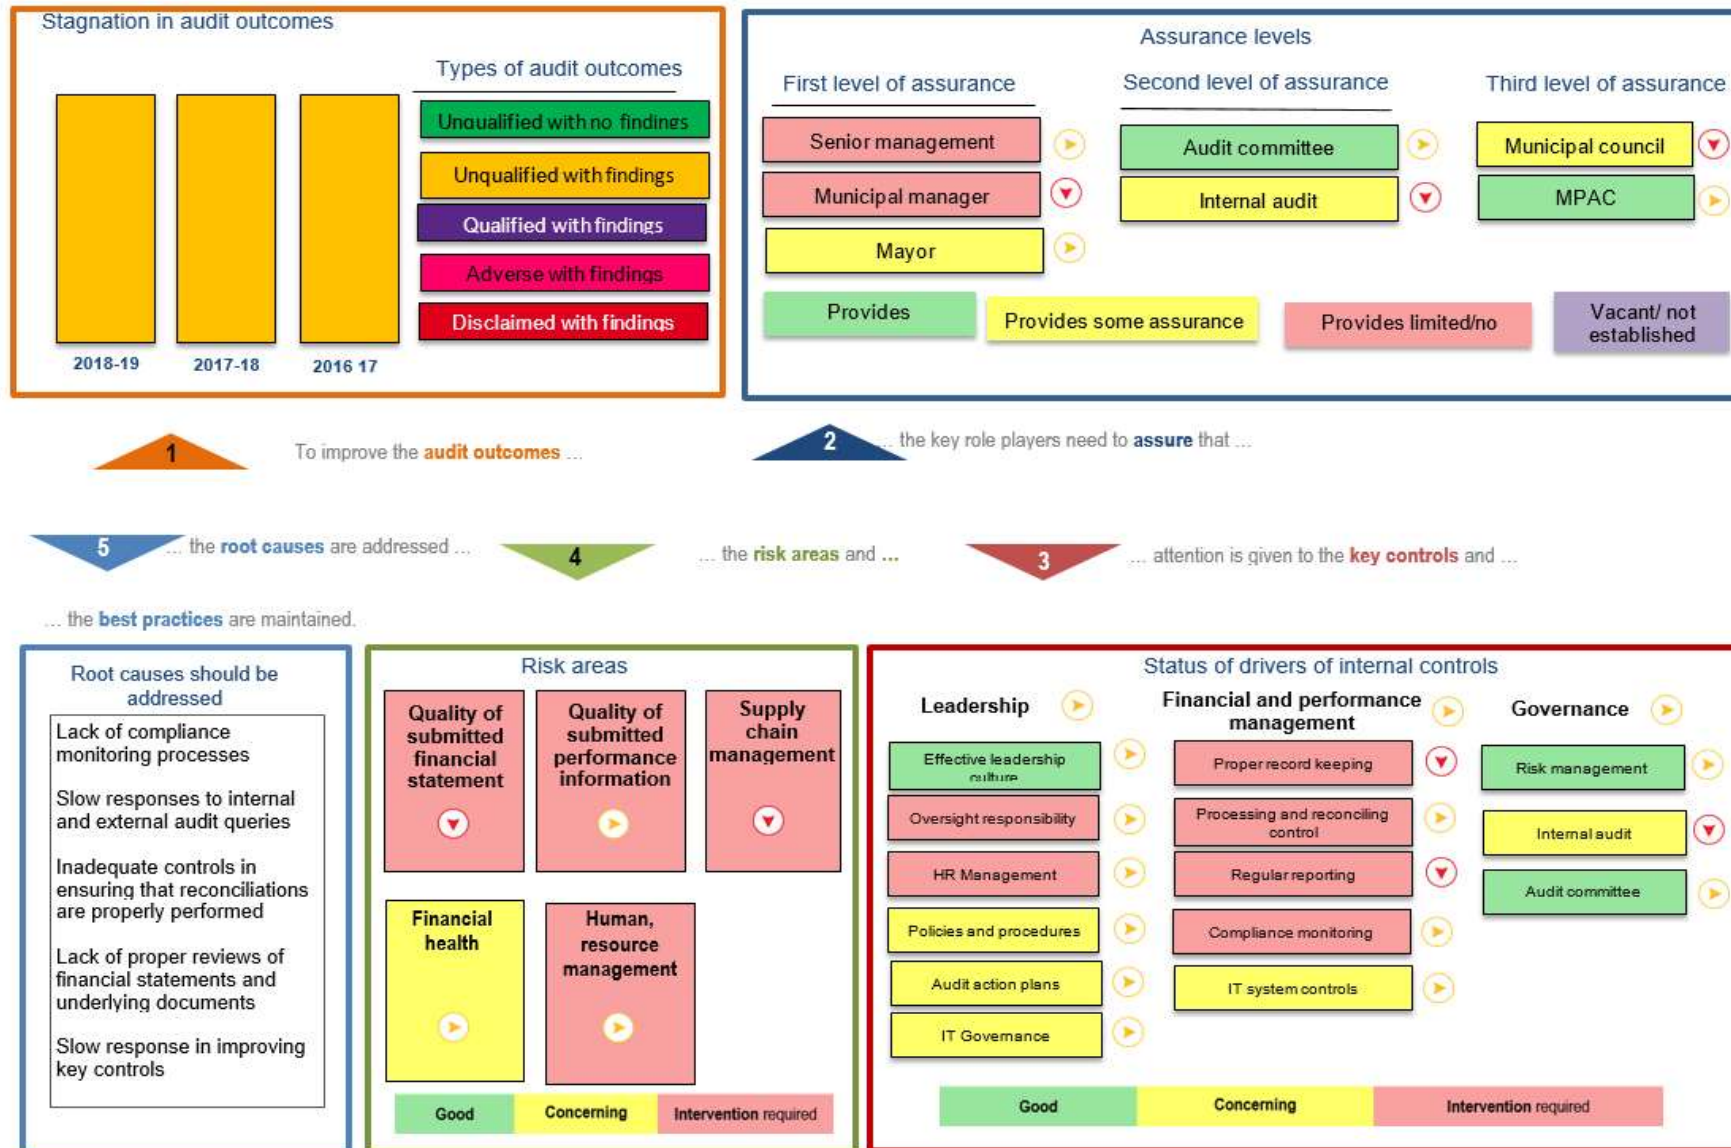 Stagnation in audit outcomes
Types of audit outcomes
Unqualified with no findings
Unqualified with findings
Qualified with findings
Adverse with findings
Disclaimed with findings
2018-19
2017-18
2016 17
Assurance levels
First level of assurance
Second level of assurance
Third level of assurance
Senior management
Municipal manager
Mayor
Audit committee
Internal audit
Municipal council
MPAC
Provides
Provides some assurance
Provides limited/no
Vacant/ not
established
1
To improve the audit outcomes ...
2
... the key role players need to assure that ...
5
... the root causes are addressed ...
4
... the risk areas and ...
3
... attention is given to the key controls and ...
... the best practices are maintained.
Root causes should be
addressed
Lack of compliance
monitoring processes
Slow responses to internal
and external audit queries
Inadequate controls in
ensuring that reconciliations
are properly performed
Lack of proper reviews of
financial statements and
underlying documents
Slow response in improving
key controls
Risk areas
Quality of
submitted
financial
statement
Quality of
submitted
performance
information
Supply
chain
management
Financial
health
Human,
resource
management
Good
Concerning
Intervention required
Status of drivers of internal controls
Leadership
Effective leadership
culture
Oversight responsibility
HR Management
Policies and procedures
Audit action plans
IT Governance
Financial and performance
management
Proper record keeping
Processing and reconciling
control
Regular reporting
Compliance monitoring
IT system controls
Governance
Risk management
Internal audit
Audit committee
Good
Concerning
Intervention required